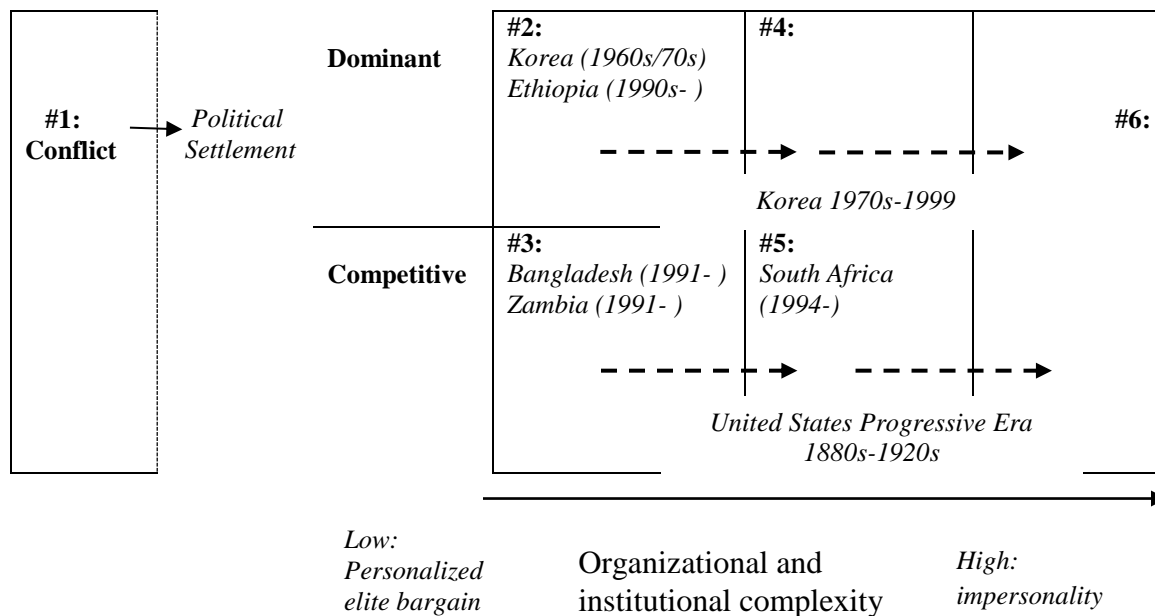 #1:
Conflict
Political
Settlement
Dominant
#2:
Korea (1960s/70s)
Ethiopia (1990s- )
#4:
#6:
Korea 1970s-1999
Competitive
#3:
Bangladesh (1991- )
Zambia (1991- )
#5:
South Africa
(1994-)
United States Progressive Era
1880s-1920s
Low:
Personalized
elite bargain
Organizational and
institutional complexity
High:
impersonality